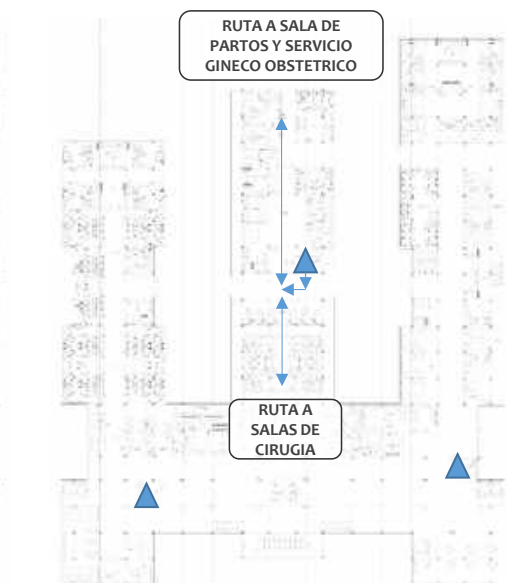 RUTA A SALA DE
PARTOS Y SERVICIO
GINECO OBSTETRICO
RUTA A
SALAS DE
CIRUGIA